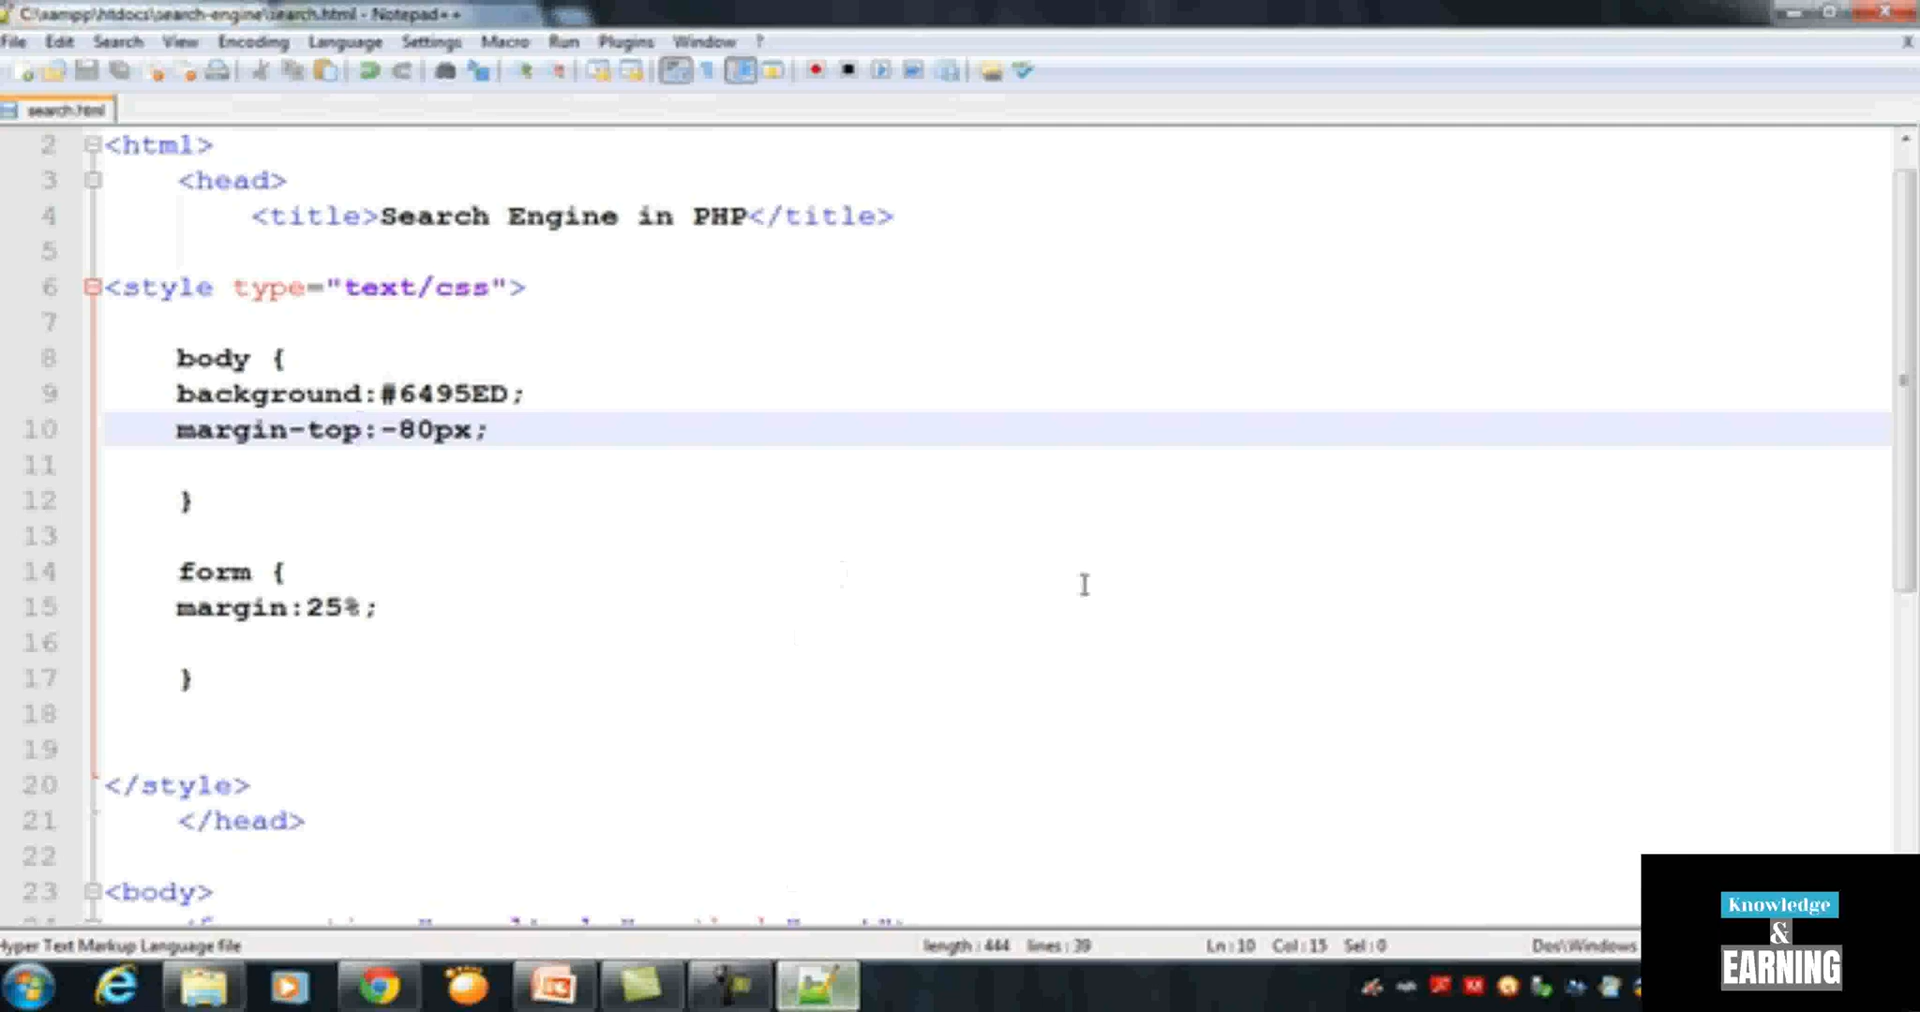 C:\xampp\htdocs\search-engine\search.html - Notepad++
File Edit Search View Encoding Language Settings Macro Run Plugins Window ?
X
search.html
2 <html>
3 <head>
4 <title>Search Engine in PHP</title>
5
6 <style type="text/css">
7
8 body {
9 background:#6495ED;
10 margin-top:-80px;
11
12 }
13
14 form {
15 margin:25%;
16
17 }
18
19
20 </style>
21 </head>
22
23 <body>
Hyper Text Markup Language file length : 444 lines : 39 Ln : 10 Col : 15 Sel : 0 Dos\Windows
Knowledge
&
EARNING